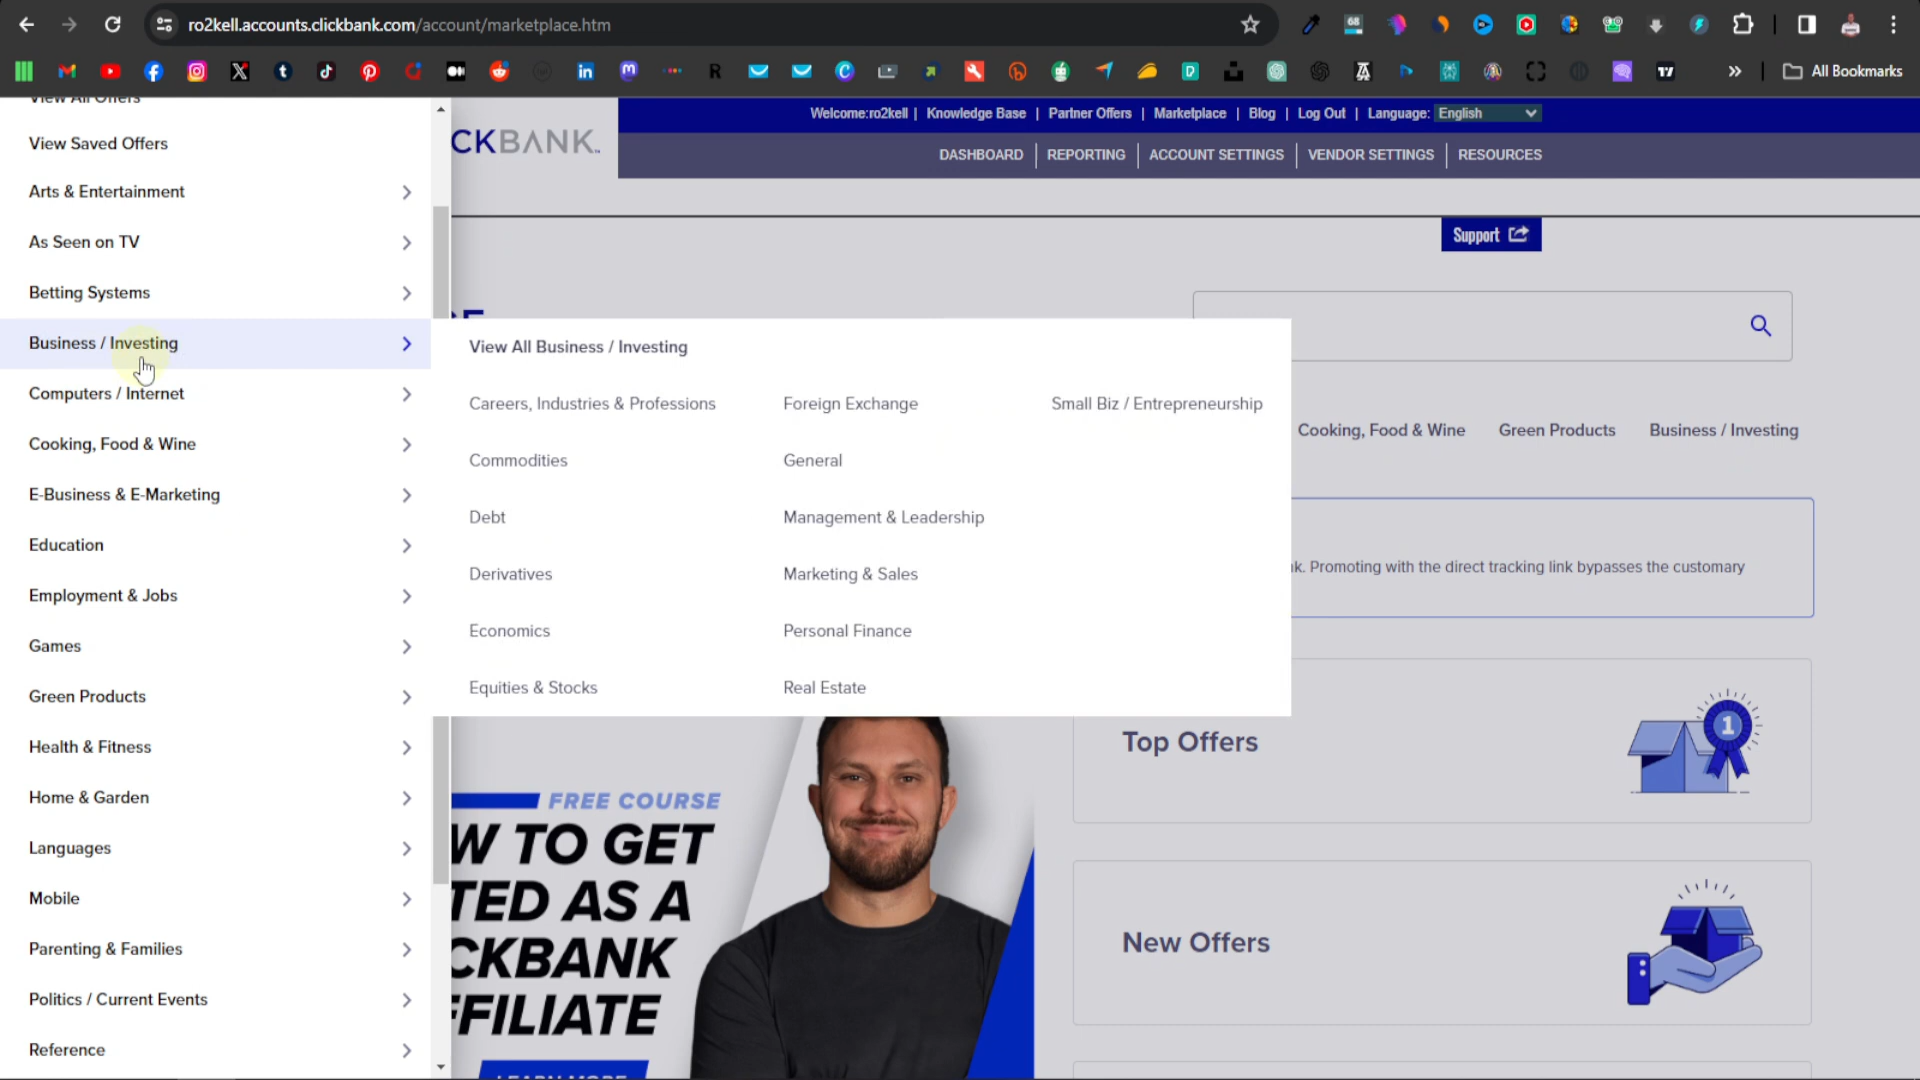 ro2kell.accounts.clickbank.com/account/marketplace.htm
All Bookmarks
View All Offers
View Saved Offers
Arts & Entertainment
As Seen on TV
Betting Systems
Business / Investing
Computers / Internet
Cooking, Food & Wine
E-Business & E-Marketing
Education
Employment & Jobs
Games
Green Products
Health & Fitness
Home & Garden
Languages
Mobile
Parenting & Families
Politics / Current Events
Reference
CKBANK
Welcome:ro2kell | Knowledge Base | Partner Offers | Marketplace | Blog | Log Out | Language: English
DASHBOARD REPORTING ACCOUNT SETTINGS VENDOR SETTINGS RESOURCES
Support
View All Business / Investing
Careers, Industries & Professions Foreign Exchange Small Biz / Entrepreneurship
Commodities General
Debt Management & Leadership
Derivatives Marketing & Sales
Economics Personal Finance
Equities & Stocks Real Estate
Cooking, Food & Wine Green Products Business / Investing
Promoting with the direct tracking link bypasses the customary
Top Offers
New Offers
FREE COURSE
W TO GET
TED AS A
CKBANK
FFILIATE
LEARN MORE